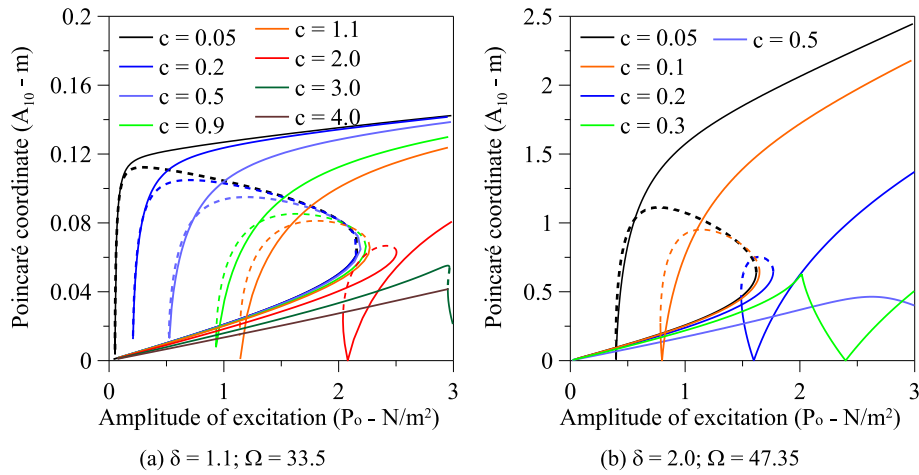 0.2
0.16
0.12
0.08
0.04
0
Poincaré coordinate (A₁₀ - m)
c = 0.05
c = 0.2
c = 0.5
c = 0.9
c = 1.1
c = 2.0
c = 3.0
c = 4.0
0 1 2 3
Amplitude of excitation (Pₒ - N/m²)
(a) δ = 1.1; Ω = 33.5
2.5
2.0
1.5
1.0
0.5
0
Poincaré coordinate (A₁₀ - m)
c = 0.05
c = 0.1
c = 0.2
c = 0.3
c = 0.5
0 1 2 3
Amplitude of excitation (Pₒ - N/m²)
(b) δ = 2.0; Ω = 47.35